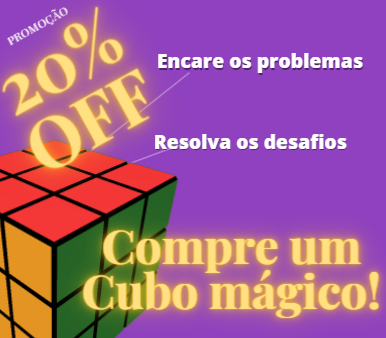 PROMOÇÃO
20%
OFF
Encare os problemas
Resolva os desafios
Compre um
Cubo mágico!